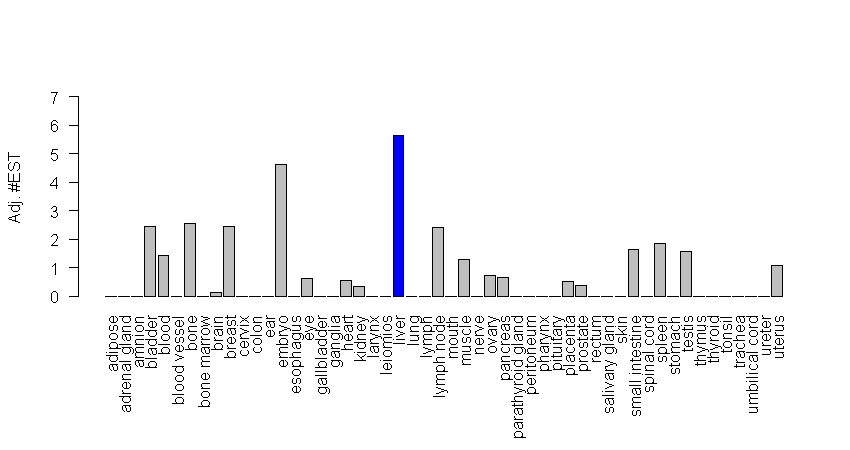 7
6
5
4
3
2
1
0
Adj. #EST
adipose
adrenal gland
amnion
bladder
blood
blood vessel
bone
bone marrow
brain
breast
cervix
colon
ear
embryo
esophagus
eye
gallbladder
ganglia
heart
kidney
larynx
leiomios
liver
lung
lymph
lymph node
mouth
muscle
nerve
ovary
pancreas
parathyroid gland
peritoneum
pharynx
pituitary
placenta
prostate
rectum
salivary gland
skin
small intestine
spinal cord
spleen
stomach
testis
thymus
thyroid
tonsil
trachea
umbilical cord
ureter
uterus